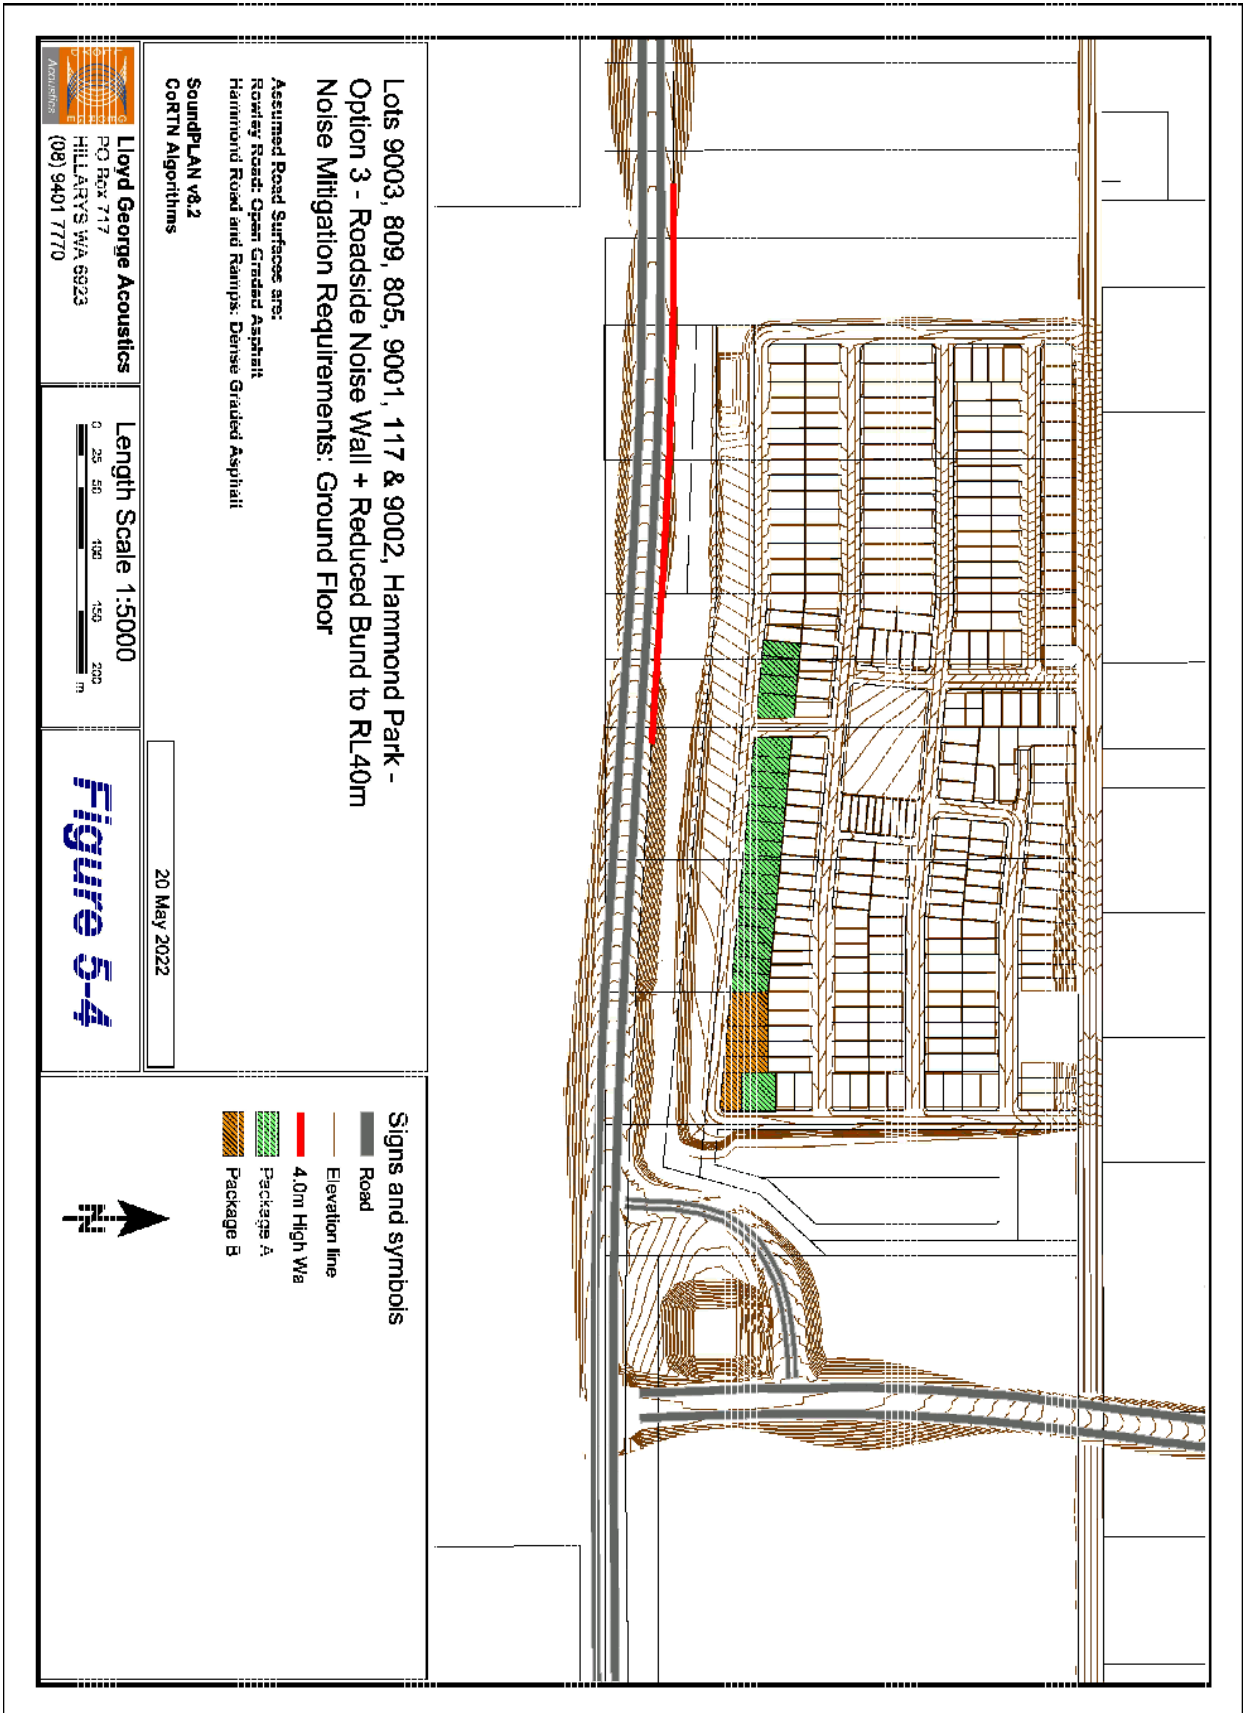 Lots 9003, 809, 805, 9001, 117 & 9002, Hammond Park -
Option 3 - Roadside Noise Wall + Reduced Bund to RL40m
Noise Mitigation Requirements: Ground Floor
Assumed Road Surfaces are:
Rowley Road: Open Graded Asphalt
Hammond Road and Ramps: Dense Graded Asphalt
SoundPLAN v8.2
CoRTN Algorithms
20 May 2022
Acoustics
Lloyd George Acoustics
PO Box 717
HILLARYS WA 6923
(08) 9401 7770
Length Scale 1:5000
0 25 50 100 150 200
m
Figure 5-4
Signs and symbols
Road
Elevation line
4.0m High Wa
Package A
Package B
N